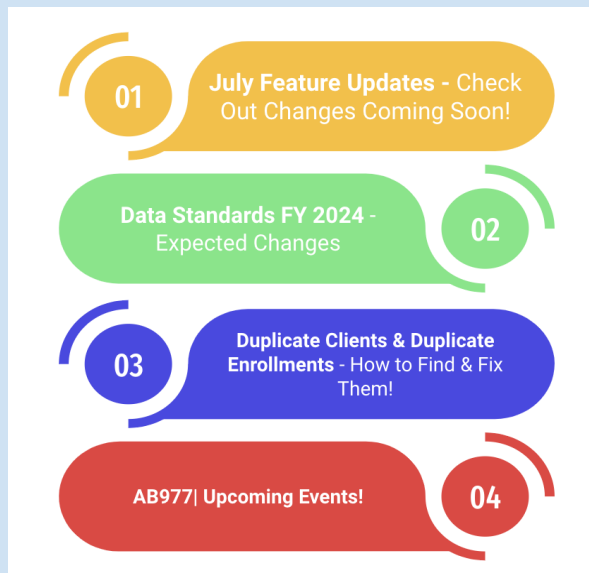 01
July Feature Updates - Check
Out Changes Coming Soon!
Data Standards FY 2024 -
Expected Changes
02
03
Duplicate Clients & Duplicate
Enrollments - How to Find & Fix
Them!
AB977| Upcoming Events!
04